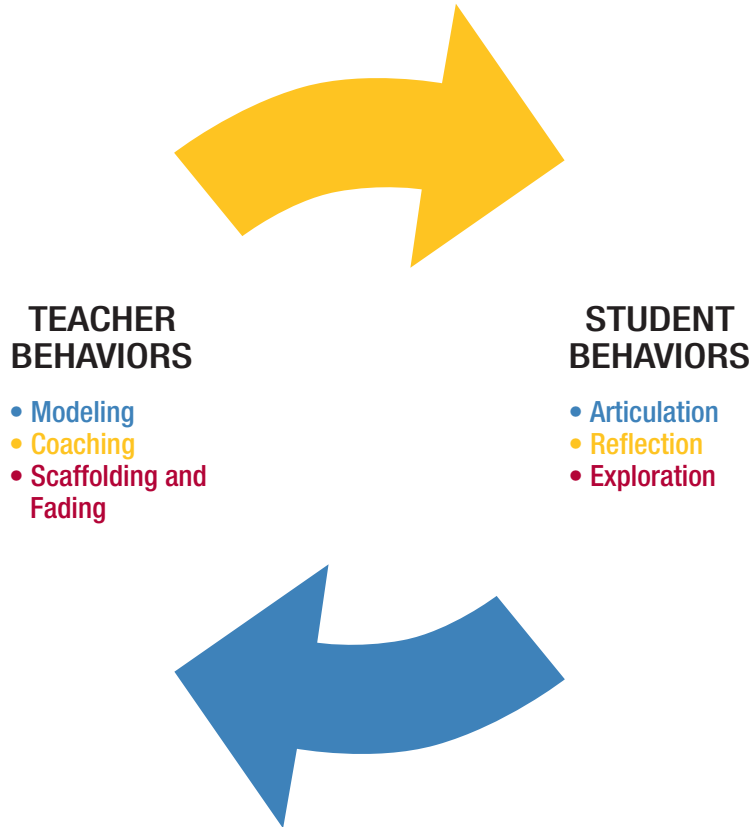 TEACHER
BEHAVIORS
• Modeling
• Coaching
• Scaffolding and
Fading
STUDENT
BEHAVIORS
• Articulation
• Reflection
• Exploration